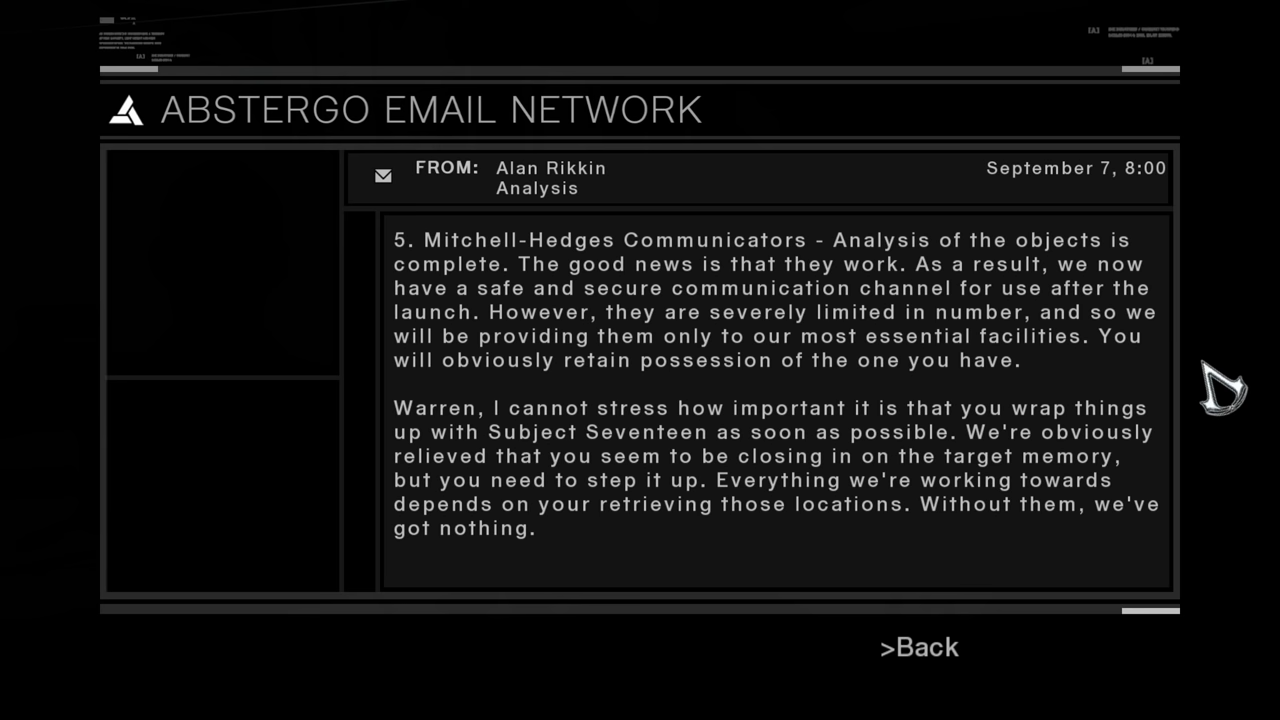 ABSTERGO EMAIL NETWORK
FROM: Alan Rikkin September 7, 8:00
Analysis
5. Mitchell-Hedges Communicators - Analysis of the objects is
complete. The good news is that they work. As a result, we now
have a safe and secure communication channel for use after the
launch. However, they are severely limited in number, and so we
will be providing them only to our most essential facilities. You
will obviously retain possession of the one you have.
Warren, I cannot stress how important it is that you wrap things
up with Subject Seventeen as soon as possible. We're obviously
relieved that you seem to be closing in on the target memory,
but you need to step it up. Everything we're working towards
depends on your retrieving those locations. Without them, we've
got nothing.
>Back